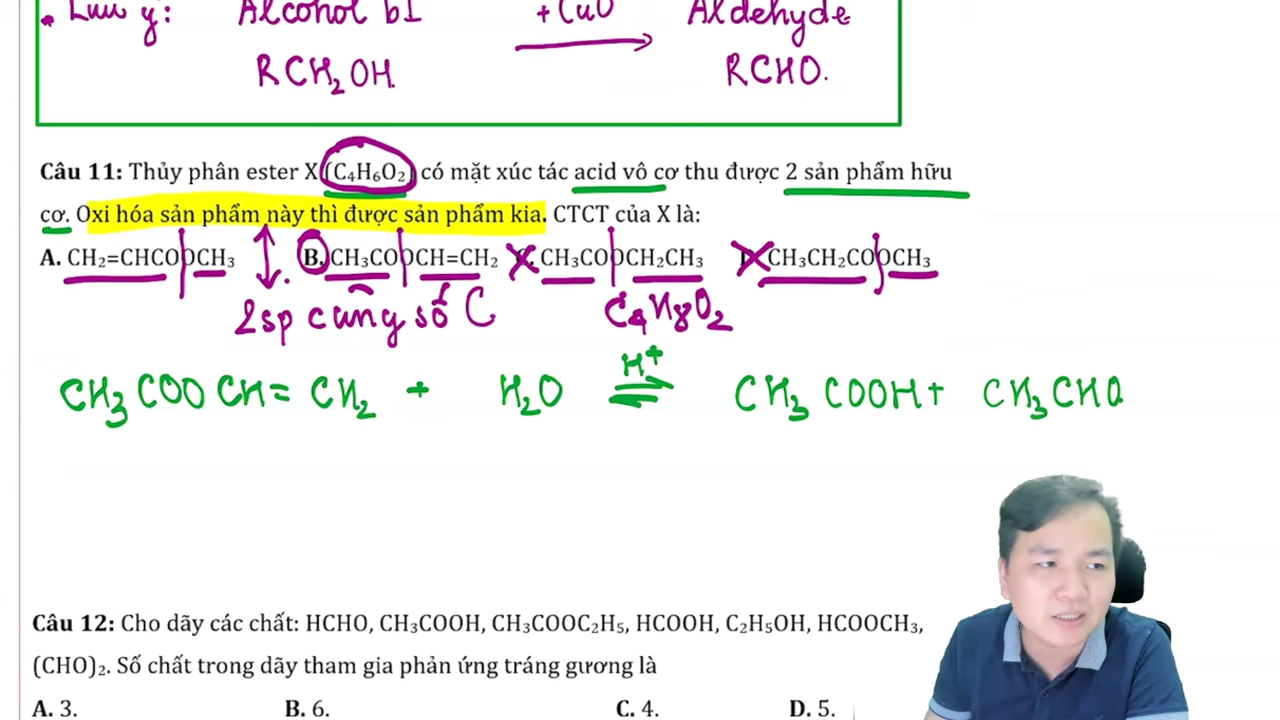 • Lưu ý: Alcohol bI +CuO Aldehyde
RCH₂OH. → RCHO.
Câu 11: Thủy phân ester X (C₄H₆O₂) có mặt xúc tác acid vô cơ thu được 2 sản phẩm hữu
cơ. Oxi hóa sản phẩm này thì được sản phẩm kia. CTCT của X là:
A. CH₂=CHCOOCH₃ B. CH₃COOCH=CH₂ CH₃COOCH₂CH₃ CH₃CH₂COOCH₃
2sp cùng số C C₄H₈O₂
CH₃COOCH=CH₂ + H₂O ⇌ H⁺ CH₃COOH + CH₃CHO
Câu 12: Cho dãy các chất: HCHO, CH₃COOH, CH₃COOC₂H₅, HCOOH, C₂H₅OH, HCOOCH₃,
(CHO)₂. Số chất trong dãy tham gia phản ứng tráng gương là
A. 3. B. 6. C. 4. D. 5.